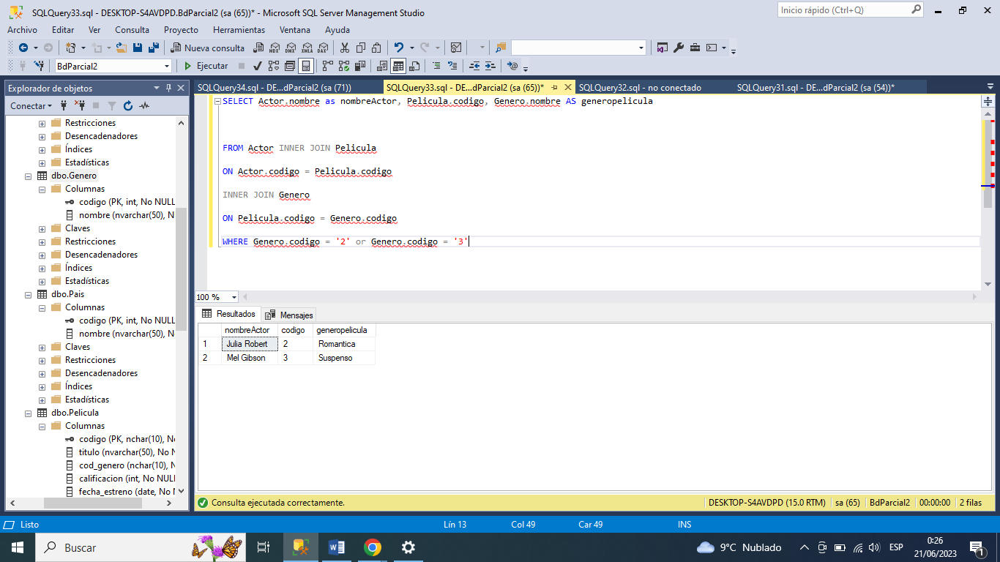 SQLQuery33.sql - DESKTOP-S4AVDPD.BdParcial2 (sa (65))* - Microsoft SQL Server Management Studio
Inicio rápido (Ctrl+Q)
Archivo Editar Ver Consulta Proyecto Herramientas Ventana Ayuda
Nueva consulta MDX DMX XMLA DAX
BdParcial2 Ejecutar
Explorador de objetos
SQLQuery34.sql - DE...dParcial2 (sa (71))
SQLQuery33.sql - DE...dParcial2 (sa (65))*
SQLQuery32.sql - no conectado
SQLQuery31.sql - DE...dParcial2 (sa (54))*
Conectar
Restricciones
Desencadenadores
Índices
Estadísticas
dbo.Genero
Columnas
codigo (PK, int, No NULL
nombre (nvarchar(50), N
Claves
Restricciones
Desencadenadores
Índices
Estadísticas
dbo.Pais
Columnas
codigo (PK, int, No NULL
nombre (nvarchar(50), N
Claves
Restricciones
Desencadenadores
Índices
Estadísticas
dbo.Pelicula
Columnas
codigo (PK, nchar(10), No
titulo (nvarchar(50), No N
cod_genero (nchar(10), N
calificacion (int, No NULL
fecha_estreno (date, No N
SELECT Actor.nombre as nombreActor, Pelicula.codigo, Genero.nombre AS generopelicula
FROM Actor INNER JOIN Pelicula
ON Actor.codigo = Pelicula.codigo
INNER JOIN Genero
ON Pelicula.codigo = Genero.codigo
WHERE Genero.codigo = '2' or Genero.codigo = '3'
100 %
Resultados Mensajes
nombreActor codigo generopelicula
1 Julia Robert 2 Romantica
2 Mel Gibson 3 Suspenso
Consulta ejecutada correctamente.
DESKTOP-S4AVDPD (15.0 RTM) sa (65) BdParcial2 00:00:00 2 filas
Listo Lín 13 Col 49 Car 49 INS
Buscar
9°C Nublado
ESP
0:26
21/06/2023
1